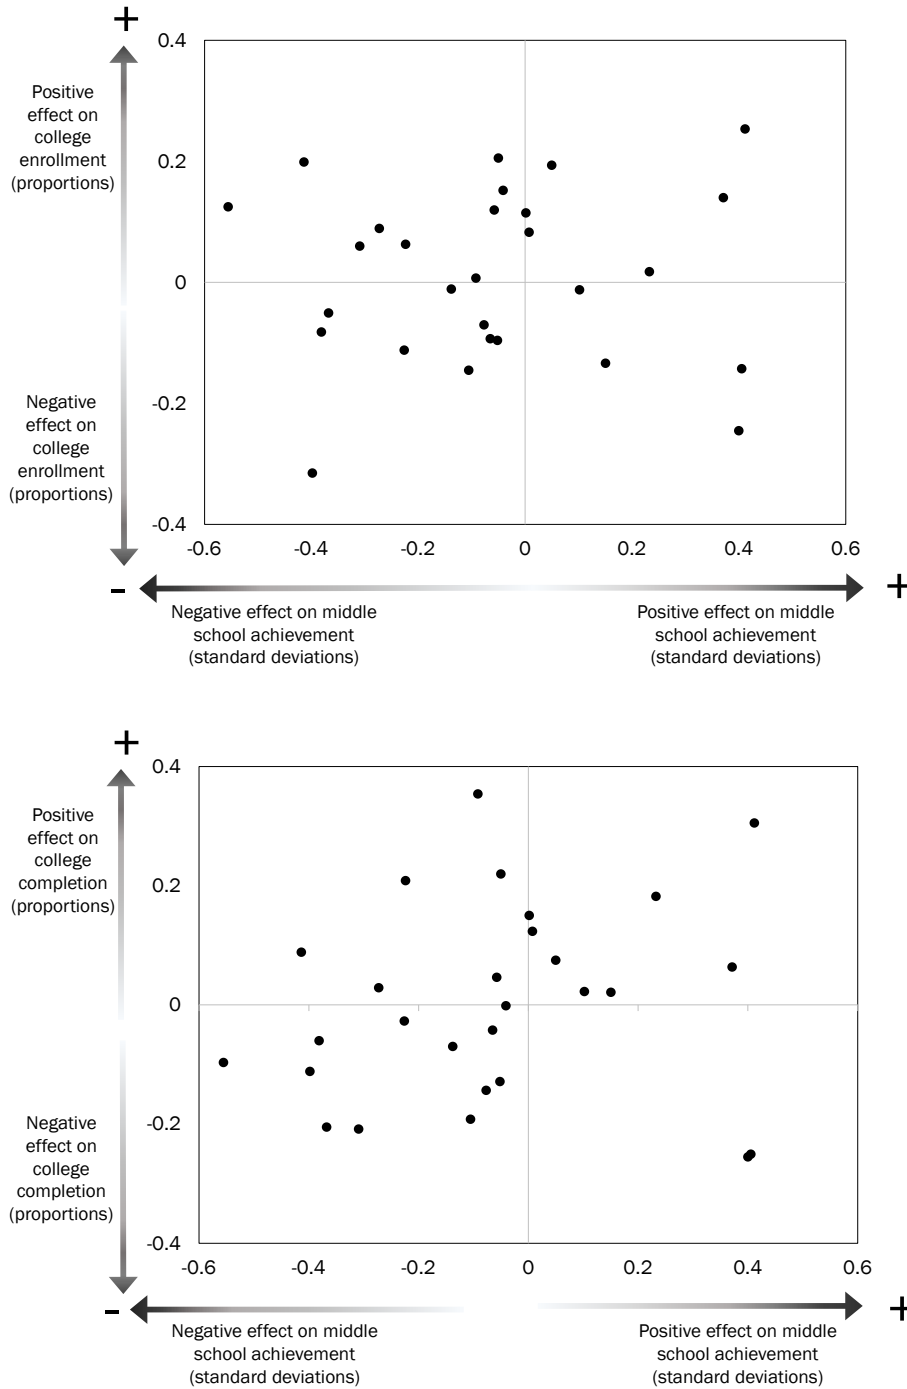 +
0.4
Positive
effect on
college
enrollment
(proportions)
0.2
0
-0.2
Negative
effect on
college
enrollment
(proportions)
-0.4
-0.6 -0.4 -0.2 0 0.2 0.4 0.6
- +
Negative effect on middle
school achievement
(standard deviations)
Positive effect on middle
school achievement
(standard deviations)
+
0.4
Positive
effect on
college
completion
(proportions)
0.2
0
-0.2
Negative
effect on
college
completion
(proportions)
-0.4
-0.6 -0.4 -0.2 0 0.2 0.4
- +
Negative effect on middle
school achievement
(standard deviations)
Positive effect on middle
school achievement
(standard deviations)